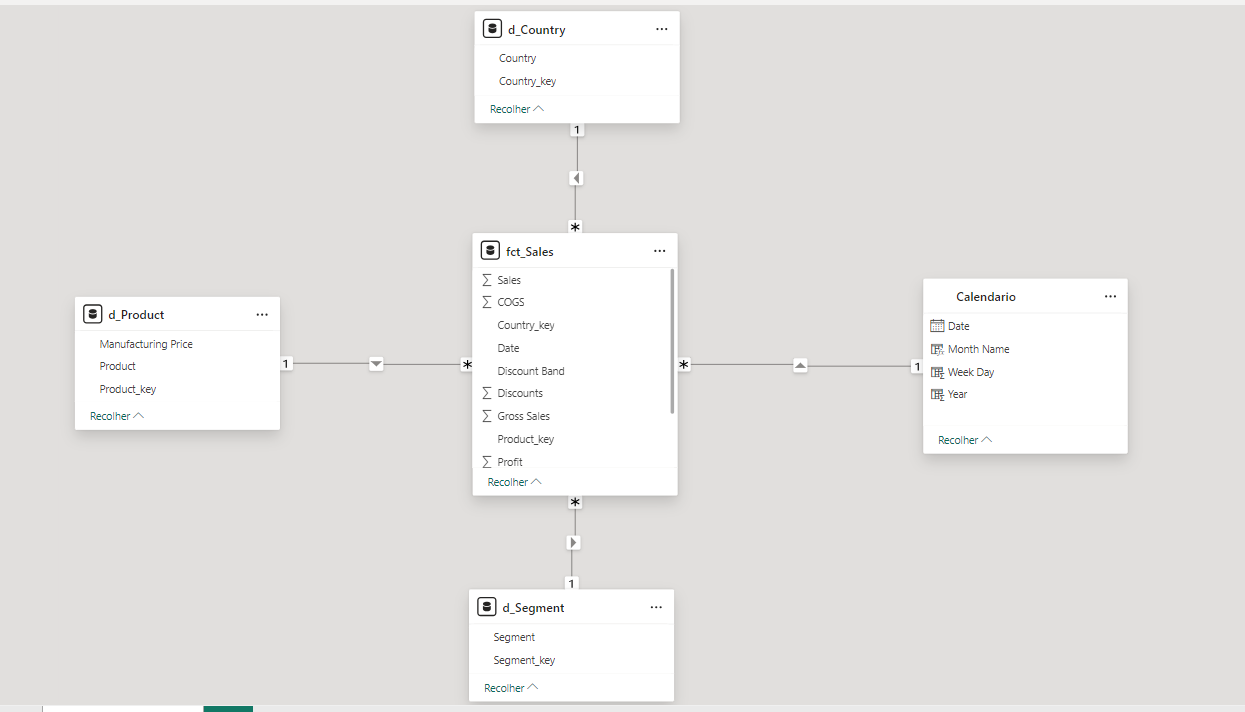 d_Country
Country
Country_key
Recolher
1
*
fct_Sales
Sales
COGS
Country_key
Date
Discount Band
Discounts
Gross Sales
Product_key
Profit
Recolher
d_Product
Manufacturing Price
Product
Product_key
Recolher
1
*
*
1
Calendario
Date
Month Name
Week Day
Year
Recolher
*
1
d_Segment
Segment
Segment_key
Recolher